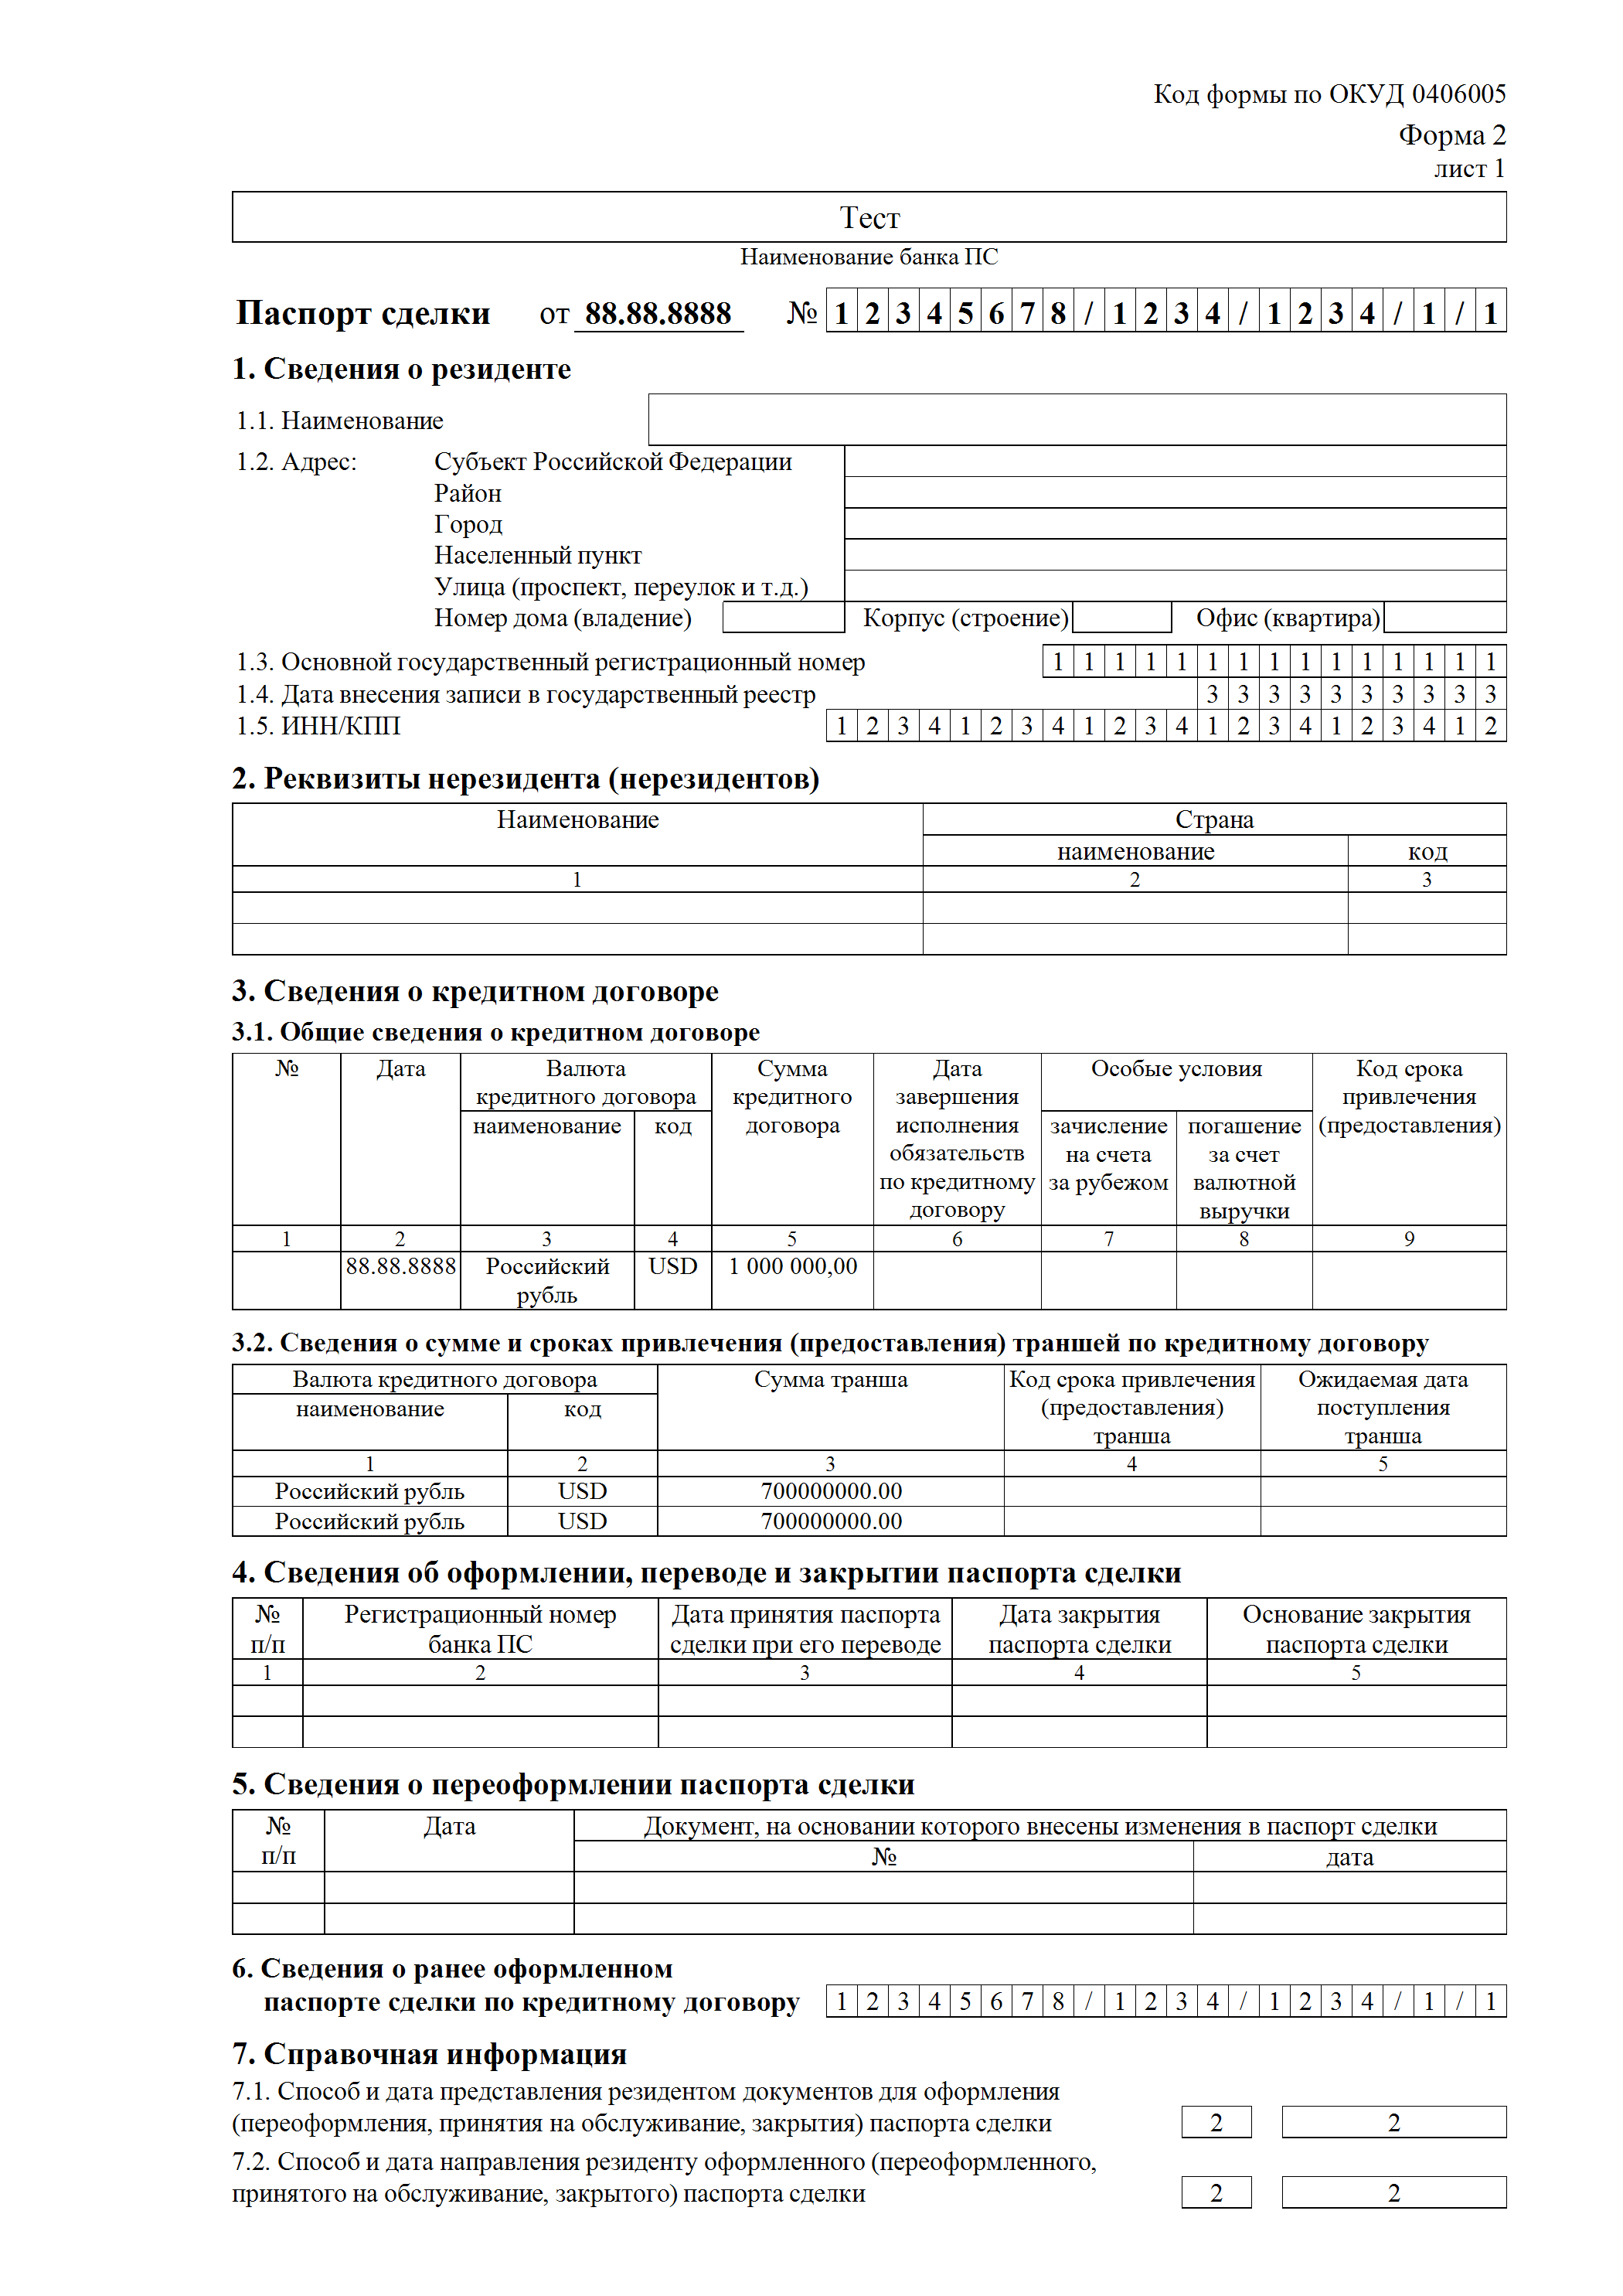 Код формы по ОКУД 0406005
Форма 2
лист 1
Тест
Наименование банка ПС
Паспорт сделки от 88.88.8888 № 1 2 3 4 5 6 7 8 / 1 2 3 4 / 1 2 3 4 / 1 / 1
1. Сведения о резиденте
1.1. Наименование
1.2. Адрес: Субъект Российской Федерации
Район
Город
Населенный пункт
Улица (проспект, переулок и т.д.)
Номер дома (владение) Корпус (строение) Офис (квартира)
1.3. Основной государственный регистрационный номер 1 1 1 1 1 1 1 1 1 1 1 1 1 1 1
1.4. Дата внесения записи в государственный реестр 3 3 3 3 3 3 3 3 3 3
1.5. ИНН/КПП 1 2 3 4 1 2 3 4 1 2 3 4 1 2 3 4 1 2 3 4 1 2
2. Реквизиты нерезидента (нерезидентов)
Наименование Страна
наименование код
1 2 3
3. Сведения о кредитном договоре
3.1. Общие сведения о кредитном договоре
№ Дата Валюта Сумма Дата Особые условия Код срока
кредитного договора кредитного завершения привлечения
наименование код договора исполнения зачисление погашение (предоставления)
обязательств на счета за счет
по кредитному за рубежом валютной
договору выручки
1 2 3 4 5 6 7 8 9
88.88.8888 Российский USD 1 000 000,00
рубль
3.2. Сведения о сумме и сроках привлечения (предоставления) траншей по кредитному договору
Валюта кредитного договора Сумма транша Код срока привлечения Ожидаемая дата
наименование код (предоставления) поступления
транша транша
1 2 3 4 5
Российский рубль USD 700000000.00
Российский рубль USD 700000000.00
4. Сведения об оформлении, переводе и закрытии паспорта сделки
№ Регистрационный номер Дата принятия паспорта Дата закрытия Основание закрытия
п/п банка ПС сделки при его переводе паспорта сделки паспорта сделки
1 2 3 4 5
5. Сведения о переоформлении паспорта сделки
№ Дата Документ, на основании которого внесены изменения в паспорт сделки
п/п № дата
6. Сведения о ранее оформленном
паспорте сделки по кредитному договору 1 2 3 4 5 6 7 8 / 1 2 3 4 / 1 2 3 4 / 1 / 1
7. Справочная информация
7.1. Способ и дата представления резидентом документов для оформления
(переоформления, принятия на обслуживание, закрытия) паспорта сделки 2 2
7.2. Способ и дата направления резиденту оформленного (переоформленного,
принятого на обслуживание, закрытого) паспорта сделки 2 2